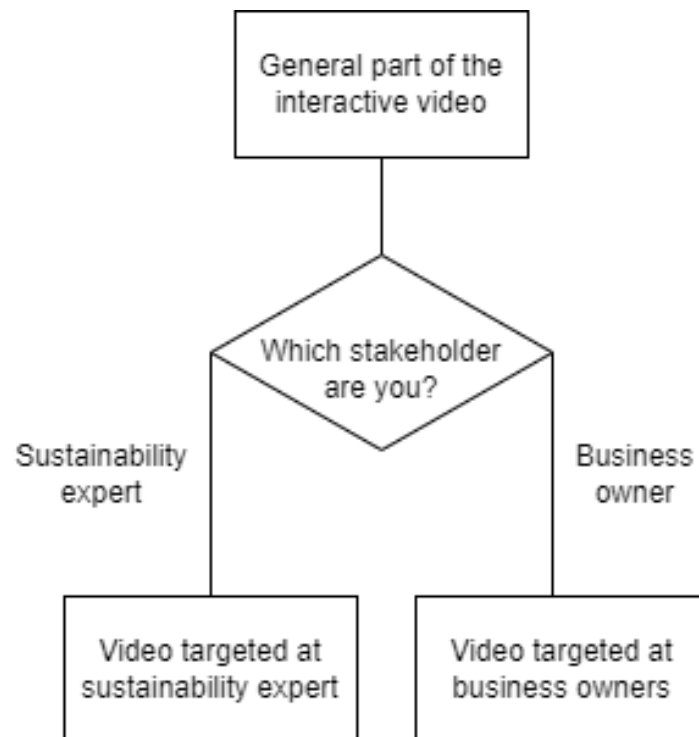 General part of the
interactive video
Which stakeholder
are you?
Sustainability
expert
Business
owner
Video targeted at
sustainability expert
Video targeted at
business owners